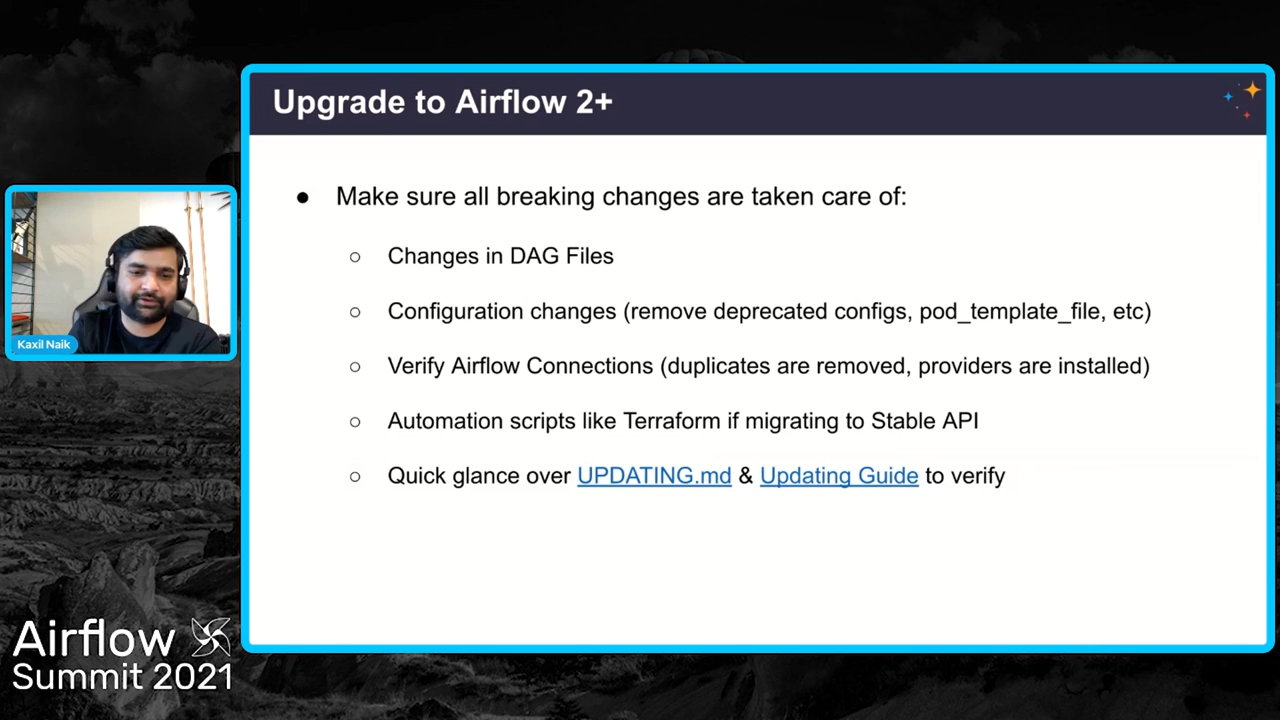 Upgrade to Airflow 2+
● Make sure all breaking changes are taken care of:
○ Changes in DAG Files
○ Configuration changes (remove deprecated configs, pod_template_file, etc)
○ Verify Airflow Connections (duplicates are removed, providers are installed)
○ Automation scripts like Terraform if migrating to Stable API
○ Quick glance over UPDATING.md & Updating Guide to verify
Kaxil Naik
Airflow
Summit 2021